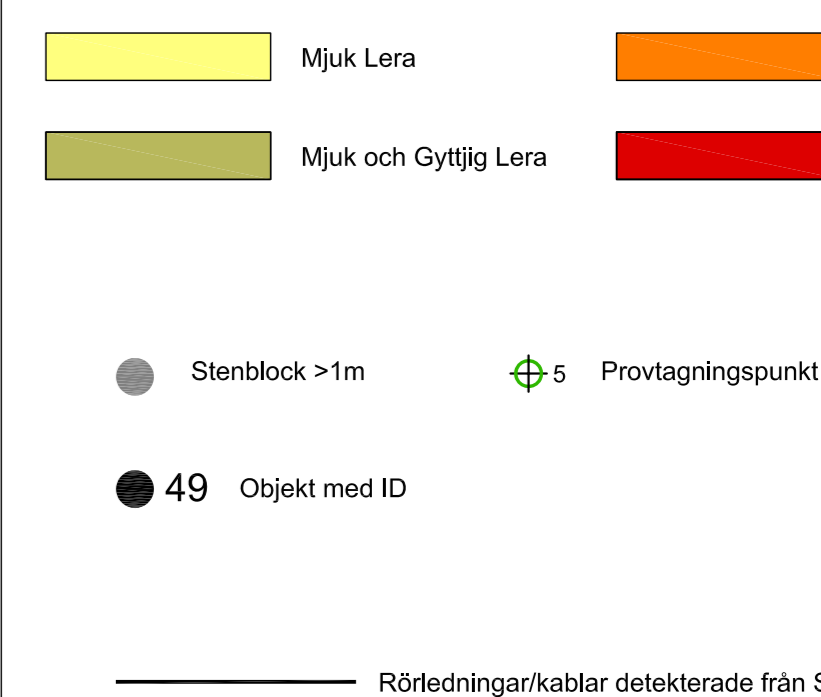 Mjuk Lera
Mjuk och Gyttjig Lera
Stenblock >1m
5 Provtagningspunkt
49 Objekt med ID
Rörledningar/kablar detekterade från